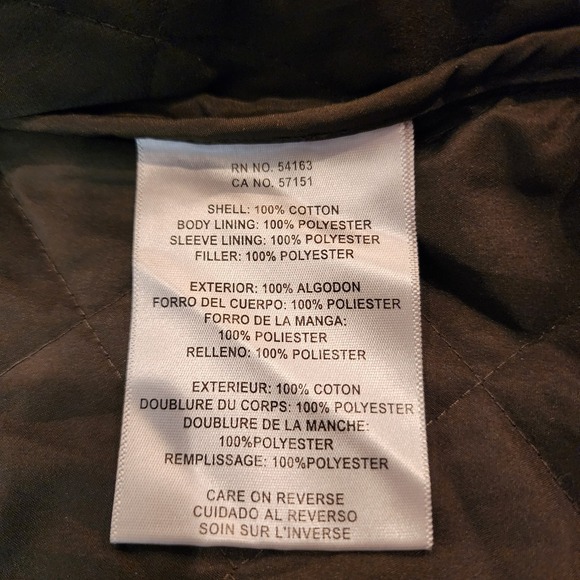 RN NO. 54163
CA NO. 57151
SHELL: 100% COTTON
BODY LINING: 100% POLYESTER
SLEEVE LINING: 100% POLYESTER
FILLER: 100% POLYESTER
EXTERIOR: 100% ALGODON
FORRO DEL CUERPO: 100% POLIESTER
FORRO DE LA MANGA:
100% POLIESTER
RELLENO: 100% POLIESTER
EXTERIEUR: 100% COTON
DOUBLURE DU CORPS: 100% POLYESTER
DOUBLURE DE LA MANCHE:
100%POLYESTER
REMPLISSAGE: 100%POLYESTER
CARE ON REVERSE
CUIDADO AL REVERSO
SOIN SUR L'INVERSE